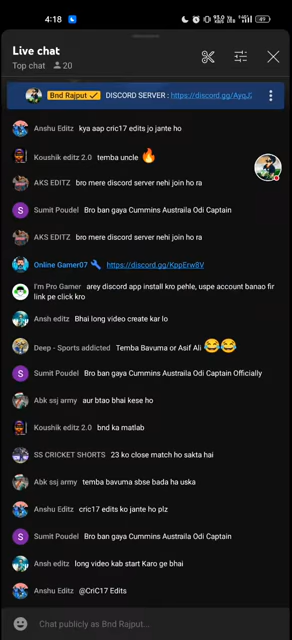 4:18
49
Live chat
Top chat 20
Bnd Rajput DISCORD SERVER : https://discord.gg/AyqJ
Anshu Editz kya aap cric17 edits jo jante ho
Koushik editz 2.0 temba uncle 🔥
AKS EDITZ bro mere discord server nehi join ho ra
Sumit Poudel Bro ban gaya Cummins Austraila Odi Captain
AKS EDITZ bro mere discord server nehi join ho ra
Online Gamer07 https://discord.gg/KppErw8V
I'm Pro Gamer arey discord app install kro pehle, uspe account banao fir
link pe click kro
Ansh editz Bhai long video create kar lo
Deep - Sports addicted Temba Bavuma or Asif Ali 😂😂
Sumit Poudel Bro ban gaya Cummins Austraila Odi Captain Officially
Abk ssj army aur btao bhai kese ho
Koushik editz 2.0 bnd ka matlab
SS CRICKET SHORTS 23 ko close match ho sakta hai
Abk ssj army temba bavuma sbse bada ha uska
Anshu Editz cric17 edits ko jante ho plz
Sumit Poudel Bro ban gaya Cummins Austraila Odi Captain
Ansh editz long video kab start Karo ge bhai
Anshu Editz @CriC17 Edits
Chat publicly as Bnd Rajput...